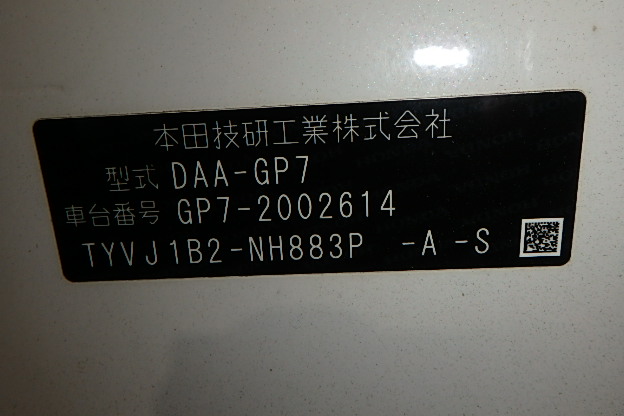 本田技研工業株式会社
型式 DAA-GP7
車台番号 GP7-2002614
TYVJ1B2-NH883P -A-S